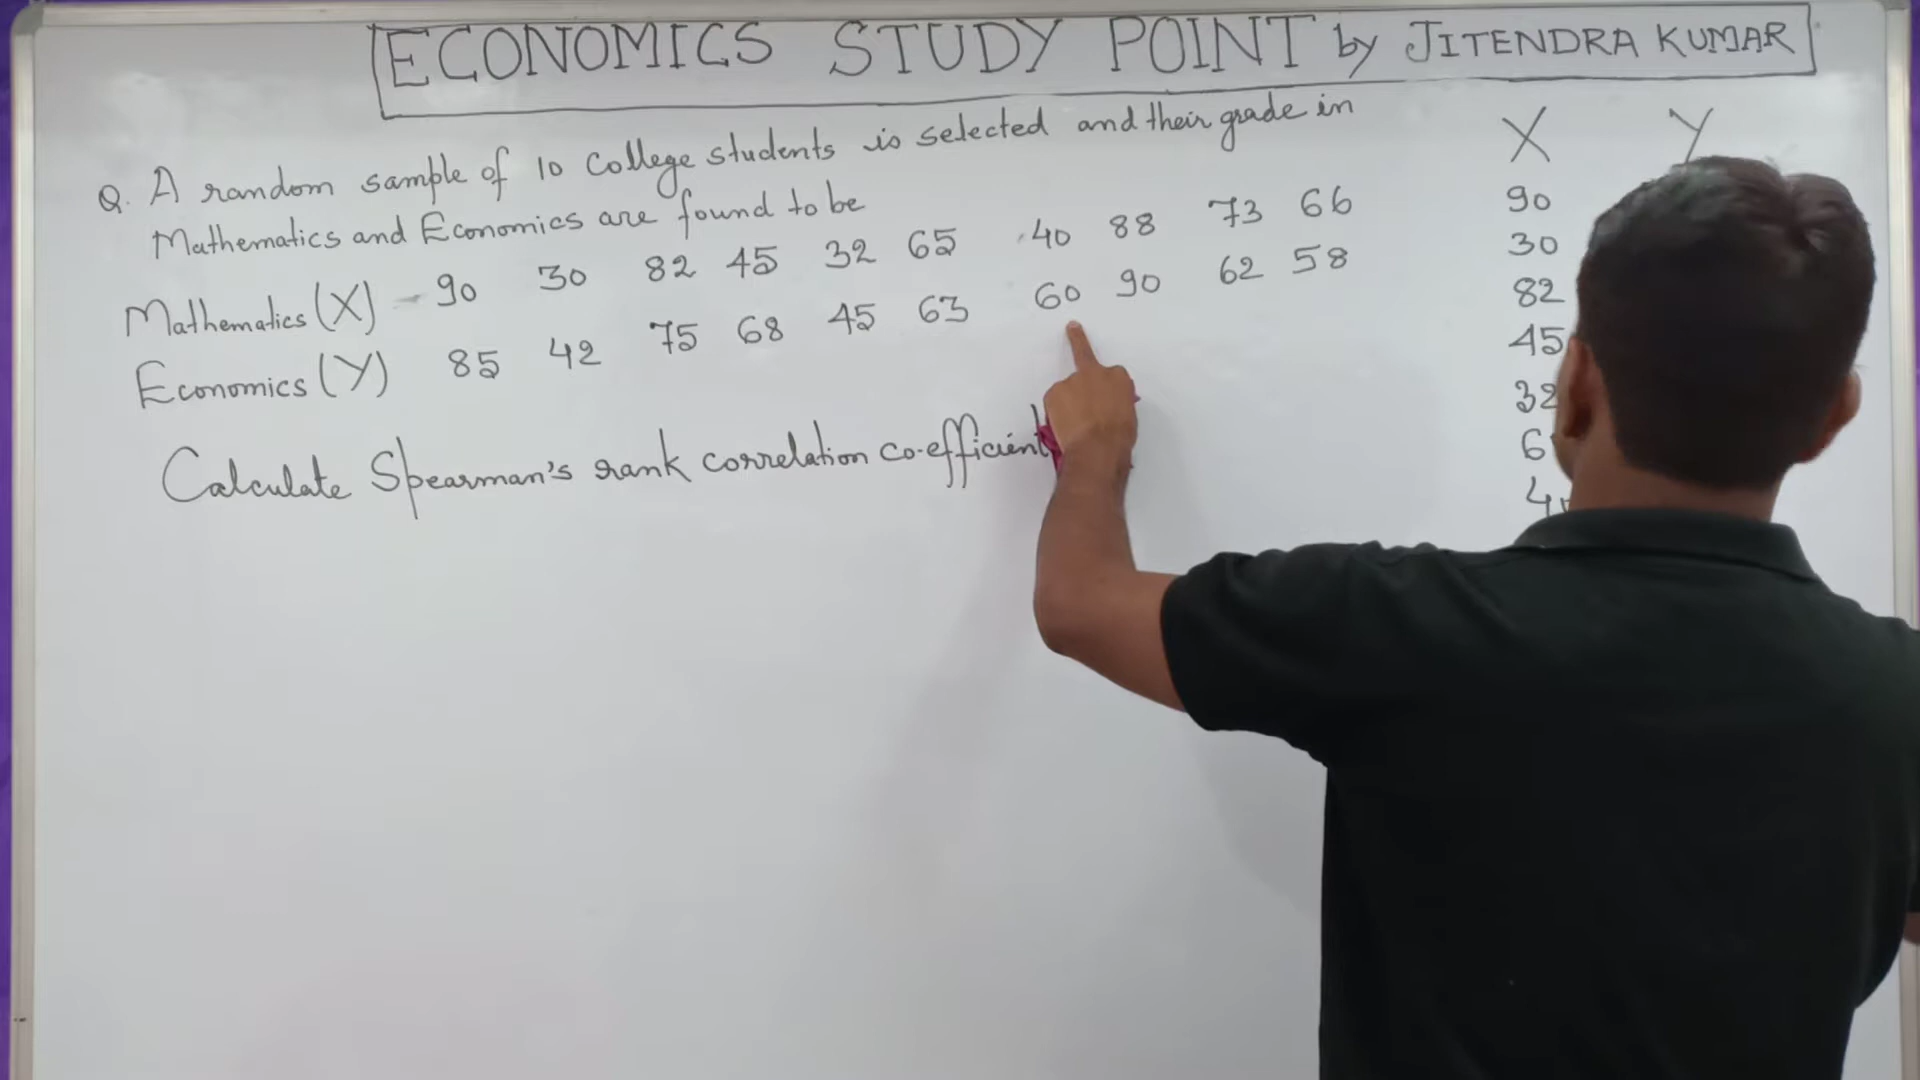 ECONOMICS STUDY POINT by JITENDRA KUMAR
Q. A random sample of 10 college students is selected and their grade in
Mathematics and Economics are found to be
Mathematics (X) - 90 30 82 45 32 65 40 88 73 66
Economics (Y) 85 42 75 68 45 63 60 90 62 58
Calculate Spearman's rank correlation co-efficient
X Y
90
30
82
45
32